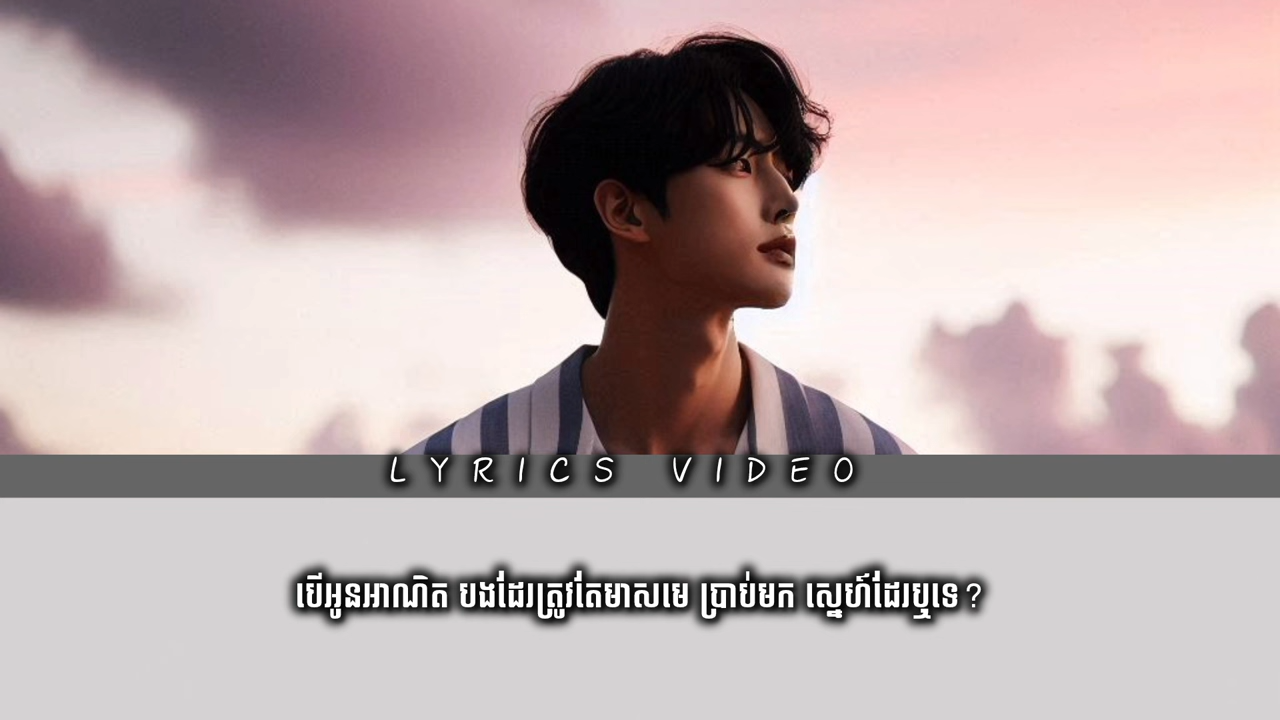 LYRICS VIDEO
បើអូនអាណិត បងដែរត្រូវតែមាសមេ ប្រាប់មក ស្នេហ៍ដែរឬទេ?